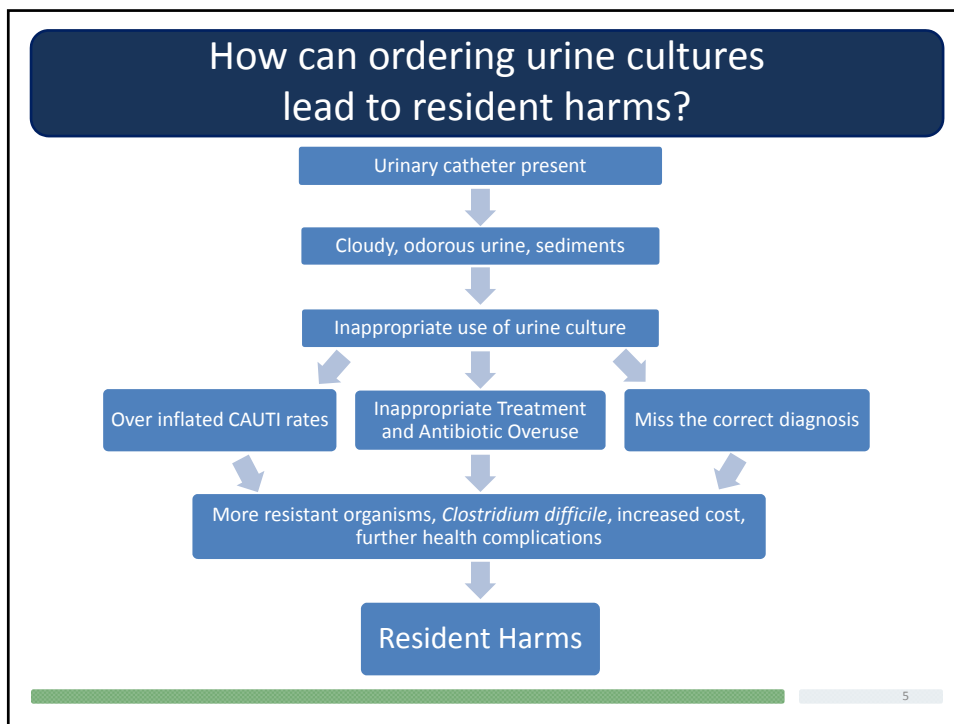 How can ordering urine cultures
lead to resident harms?
Urinary catheter present
Cloudy, odorous urine, sediments
Inappropriate use of urine culture
Over inflated CAUTI rates
Inappropriate Treatment
and Antibiotic Overuse
Miss the correct diagnosis
More resistant organisms, Clostridium difficile, increased cost,
further health complications
Resident Harms
5